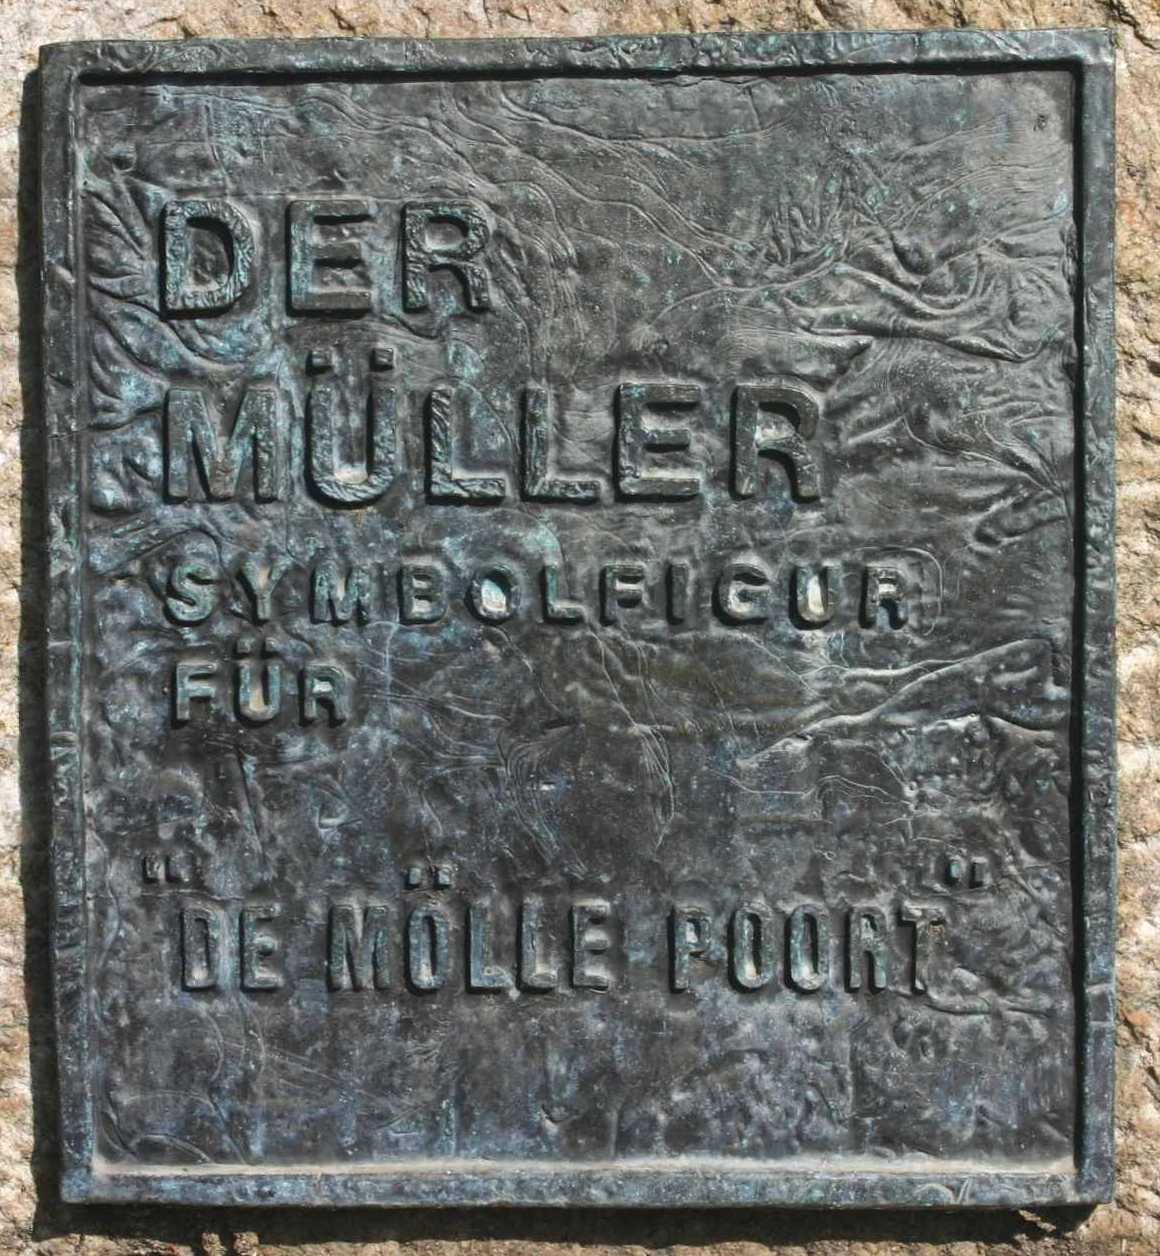 DER
MÜLLER
SYMBOLFIGUR
FÜR
"DE MÖLLE POORT"